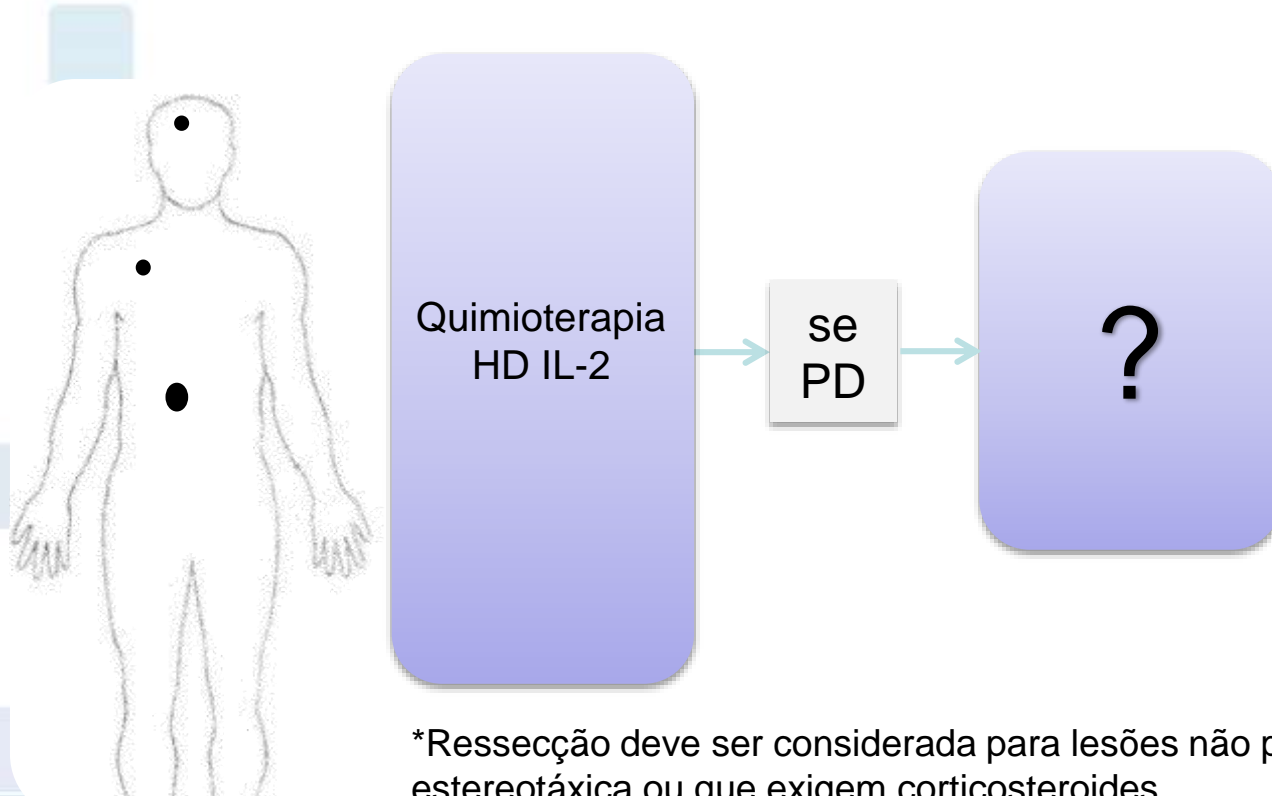 Quimioterapia
HD IL-2
se
PD
?
*Ressecção deve ser considerada para lesões não
estereotáxica ou que exigem corticosteroides